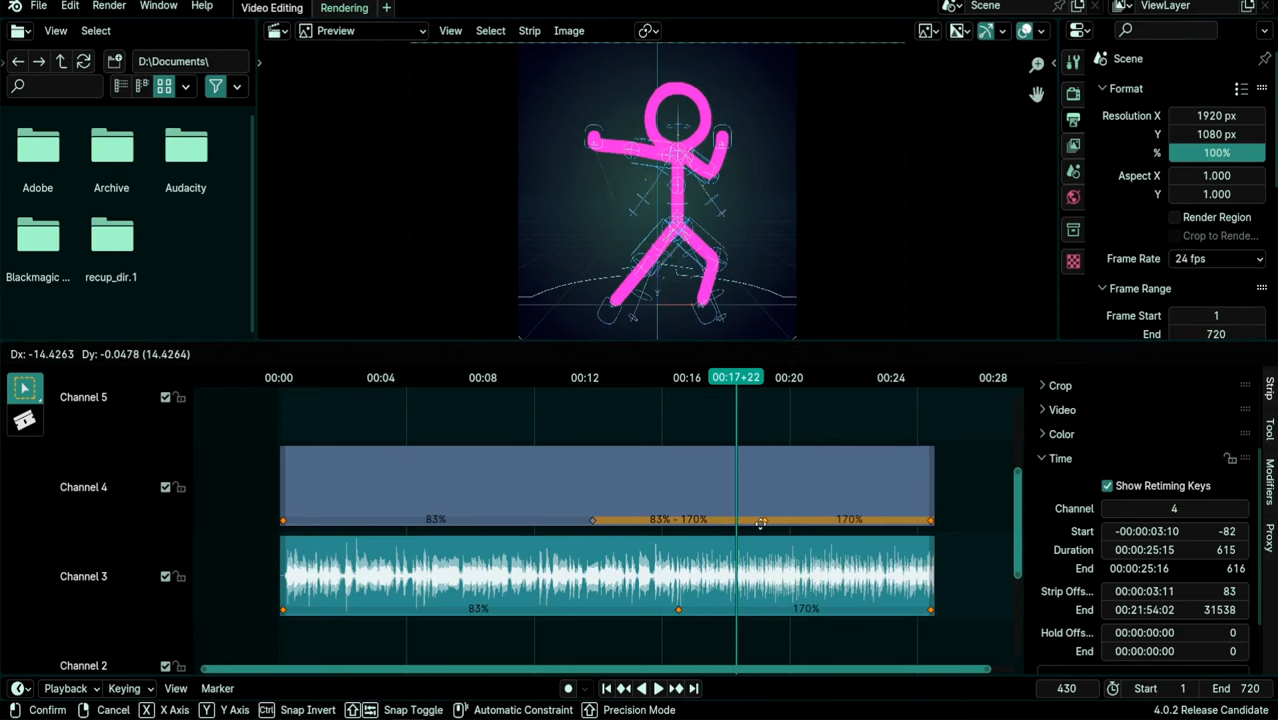 File Edit Render Window Help Video Editing Rendering + Scene ViewLayer
View Select Preview View Select Strip Image
D:\Documents\
Scene
Format
Resolution X 1920 px
Y 1080 px
% 100%
Aspect X 1.000
Y 1.000
Render Region
Crop to Rende...
Frame Rate 24 fps
Frame Range
Frame Start 1
End 720
Adobe Archive Audacity
Blackmagic ... recup_dir.1
Dx: -14.4263 Dy: -0.0478 (14.4264)
00:00 00:04 00:08 00:12 00:16 00:17+22 00:20 00:24 00:28
Channel 5
Channel 4
83% 83% - 170% 170%
Channel 3
83% 170%
Channel 2
Crop
Video
Color
Time
Show Retiming Keys
Channel 4
Start -00:00:03:10 -82
Duration 00:00:25:15 615
End 00:00:25:16 616
Strip Offs... 00:00:03:11 83
End 00:21:54:02 31538
Hold Offs... 00:00:00:00 0
End 00:00:00:00 0
Strip
Tool
Modifiers
Proxy
Playback Keying View Marker 430 Start 1 End 720
Confirm Cancel X X Axis Y Y Axis Ctrl Snap Invert Snap Toggle Automatic Constraint Precision Mode 4.0.2 Release Candidate